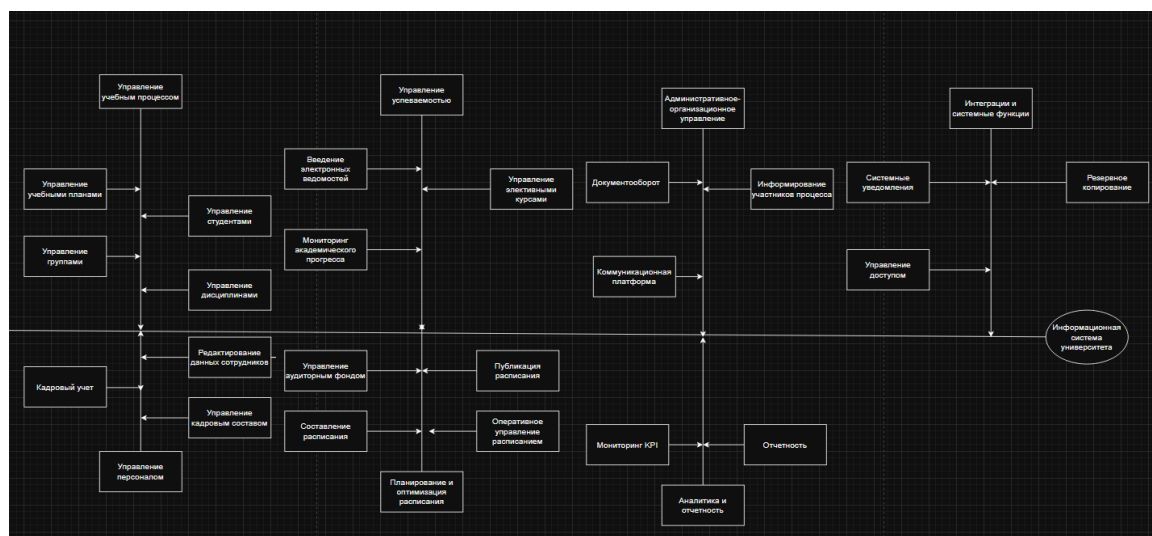 Управление
учебным процессом
Управление
успеваемостью
Административное-
организационное
управление
Интеграции и
системные функции
Введение
электронных
ведомостей
Управление
учебными планами
Управление
элективными
курсами
Документооборот
Информирование
участников процесса
Системные
уведомления
Резервное
копирование
Управление
студентами
Управление
группами
Мониторинг
академического
прогресса
Коммуникационная
платформа
Управление
доступом
Управление
дисциплинами
Информационная
система
университета
Редактирование
данных сотрудников
Управление
аудиторным фондом
Публикация
расписания
Кадровый учет
Управление
кадровым составом
Составление
расписания
Оперативное
управление
расписанием
Мониторинг KPI
Отчетность
Управление
персоналом
Планирование и
оптимизация
расписания
Аналитика и
отчетность